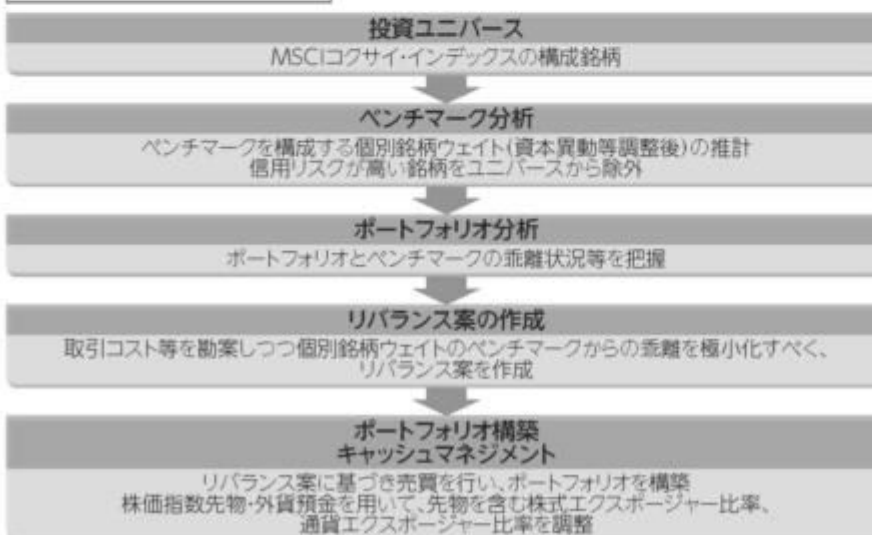 投資ユニバース
MSCIコクサイ・インデックスの構成銘柄
ベンチマーク分析
ベンチマークを構成する個別銘柄ウェイト(資本異動等調整後)の推計
信用リスクが高い銘柄をユニバースから除外
ポートフォリオ分析
ポートフォリオとベンチマークの乖離状況等を把握
リバランス案の作成
取引コスト等を勘案しつつ個別銘柄ウェイトのベンチマークからの乖離を極小化すべく、
リバランス案を作成
ポートフォリオ構築
キャッシュマネジメント
リバランス案に基づき売買を行い、ポートフォリオを構築
株価指数先物・外貨預金を用いて、先物を含む株式エクスポージャー比率、
通貨エクスポージャー比率を調整